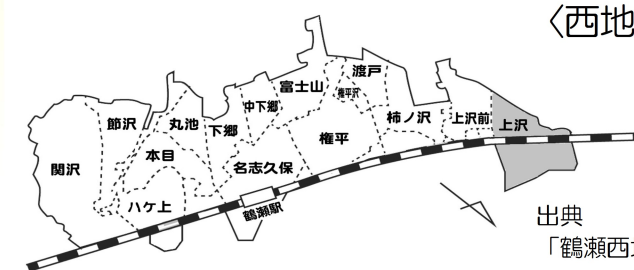 〈西地
渡戸
富士山
権平沢
中下郷
節沢
丸池
下郷
権平
柿ノ沢
上沢前
上沢
関沢
本目
名志久保
ハケ上
鶴瀬駅
出典
「鶴瀬西地